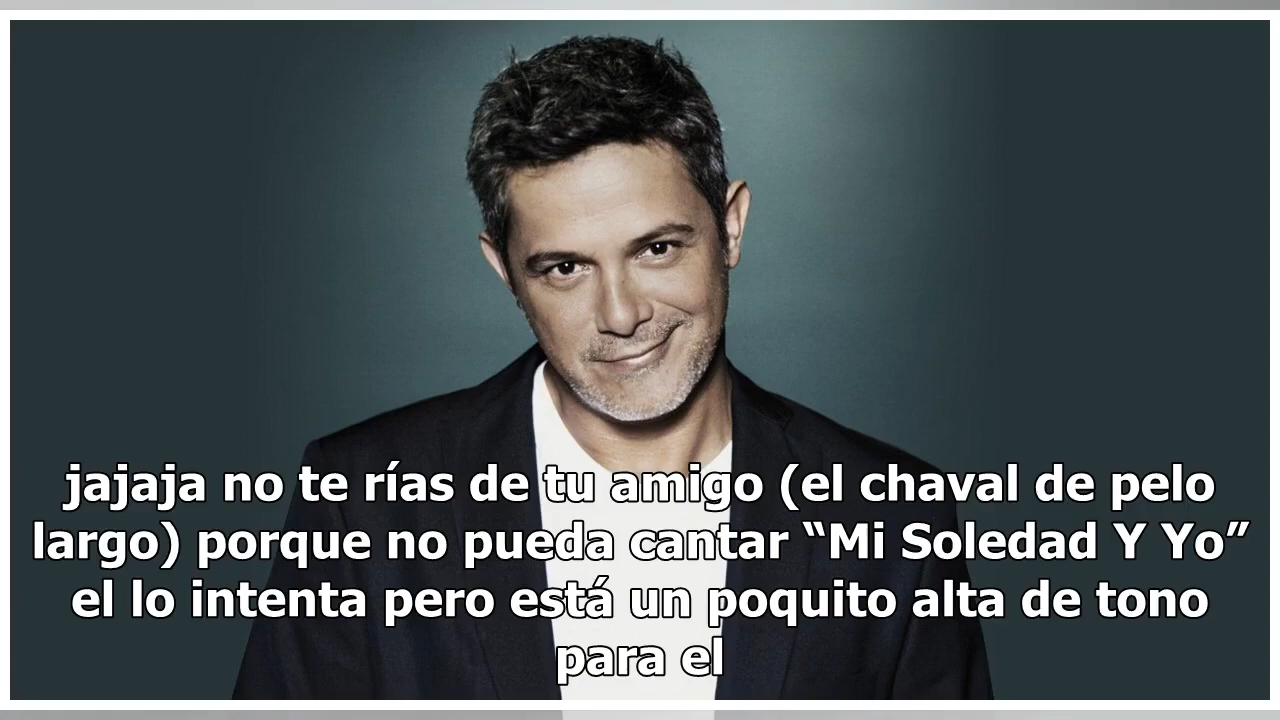 jajaja no te rías de tu amigo (el chaval de pelo
largo) porque no pueda cantar “Mi Soledad Y Yo”
el lo intenta pero está un poquito alta de tono
para el